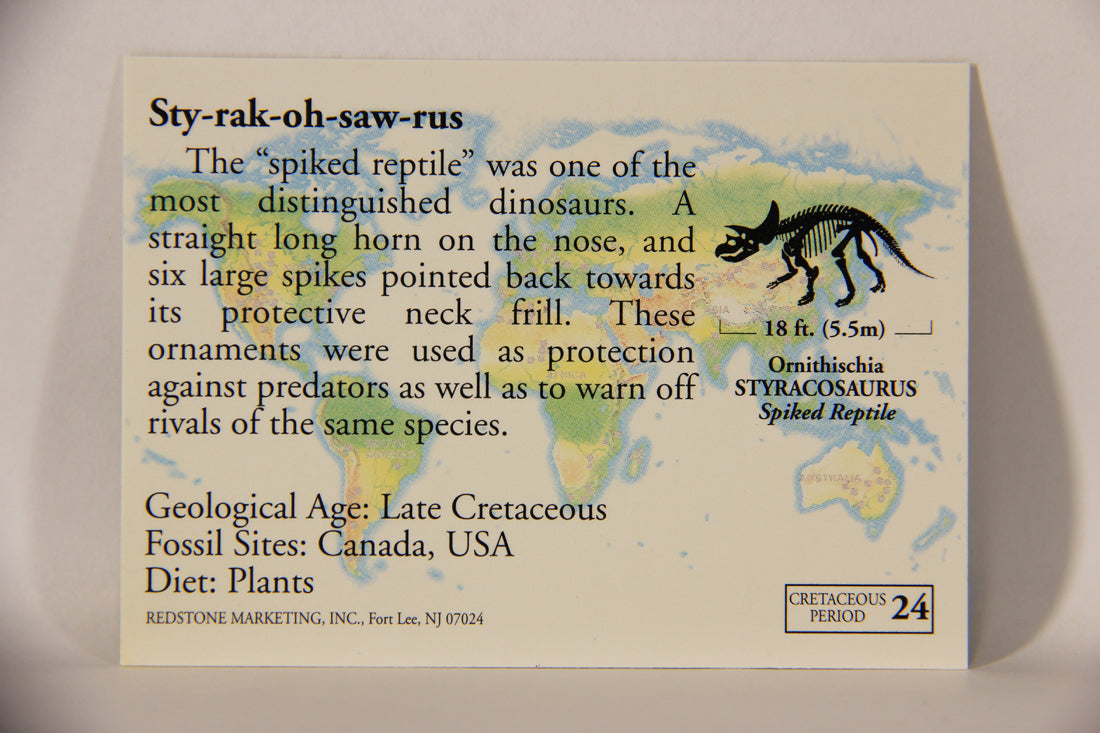 Sty-rak-oh-saw-rus
The “spiked reptile” was one of the
most distinguished dinosaurs. A
straight long horn on the nose, and
six large spikes pointed back towards
its protective neck frill. These
ornaments were used as protection
against predators as well as to warn off
rivals of the same species.
18 ft. (5.5m)
Ornithischia
STYRACOSAURUS
Spiked Reptile
AFRICA
AUSTRALIA
Geological Age: Late Cretaceous
Fossil Sites: Canada, USA
Diet: Plants
REDSTONE MARKETING, INC., Fort Lee, NJ 07024
CRETACEOUS
PERIOD
24